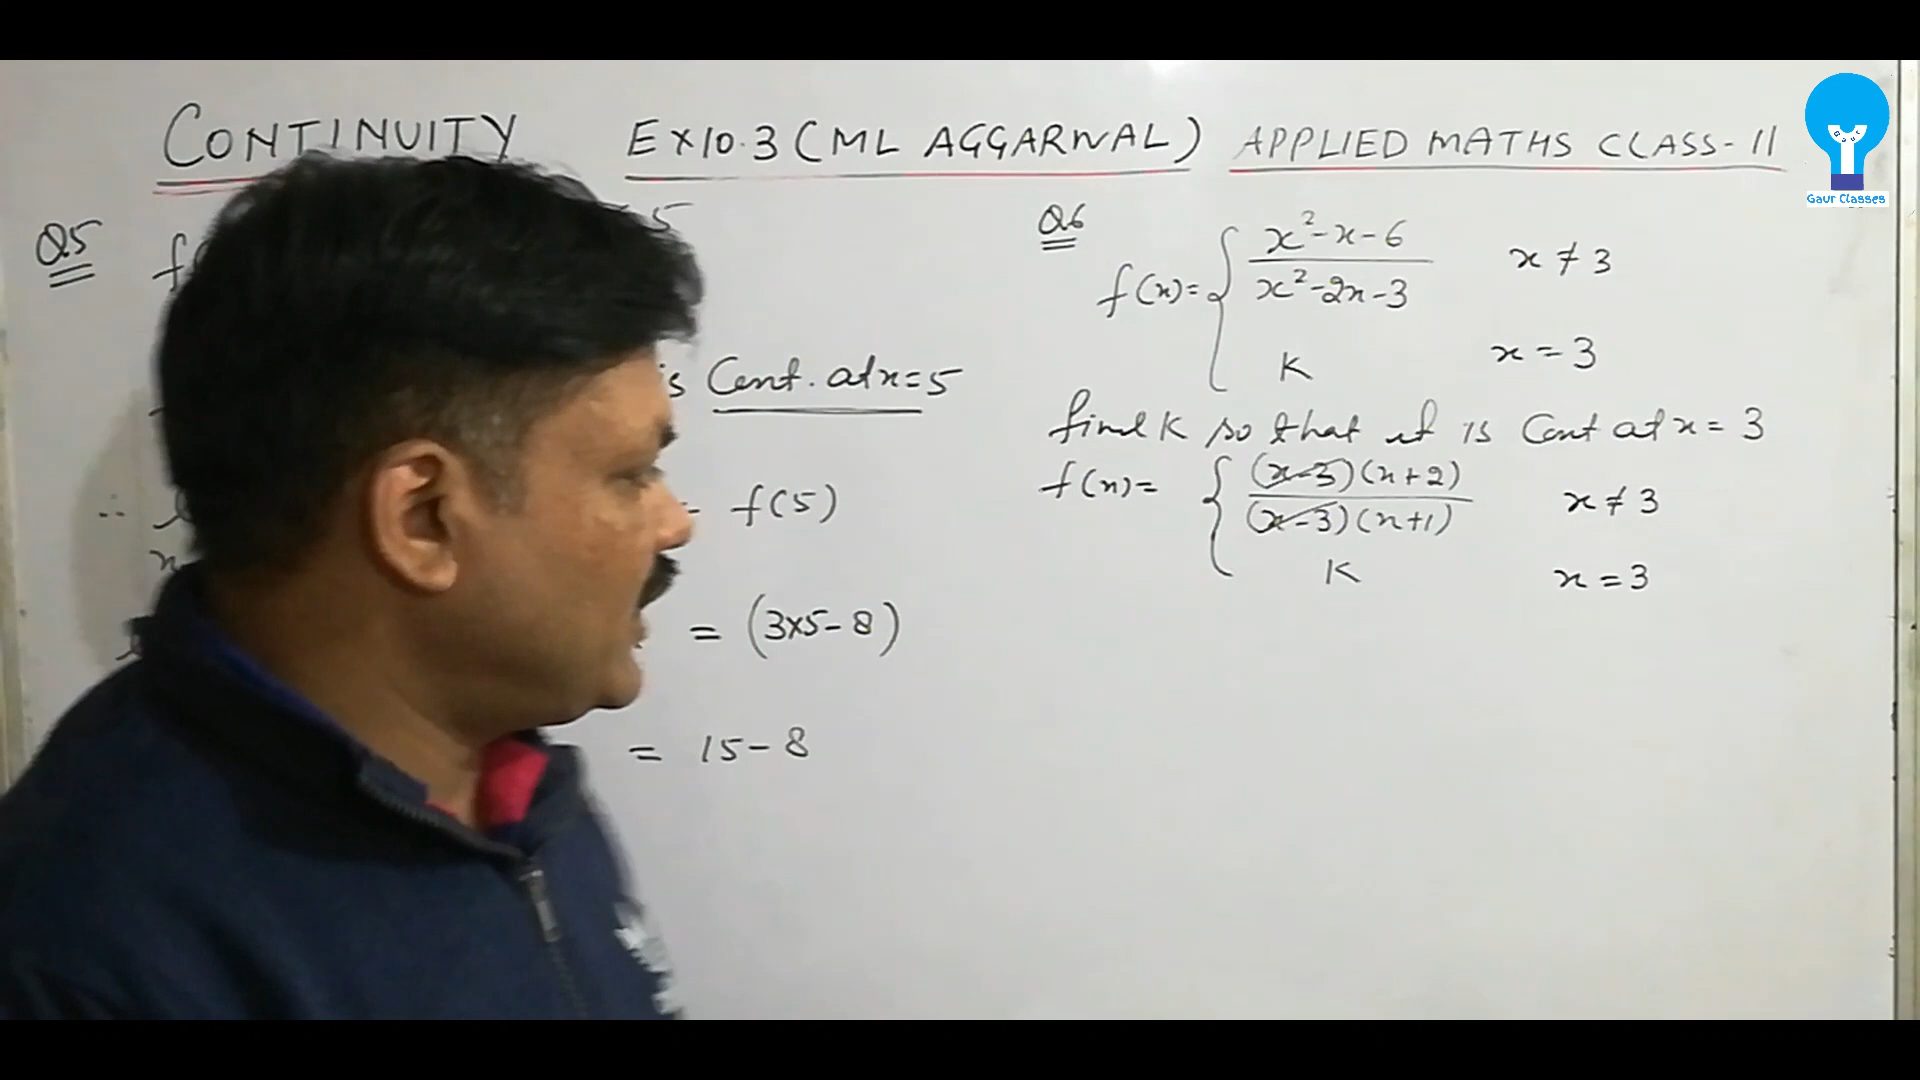 CONTINUITY EX10.3 (ML AGGARWAL) APPLIED MATHS CLASS-11
Gaur Classes
Q5
5
is Cont. at x=5
f(5)
= (3x5-8)
= 15-8
Q6
f(x)= { x²-x-6 / x²-2x-3 x ≠ 3
K x = 3
find K so that it is Cont at x = 3
f(x)= { (x-3)(x+2) / (x-3)(x+1) x ≠ 3
K x = 3